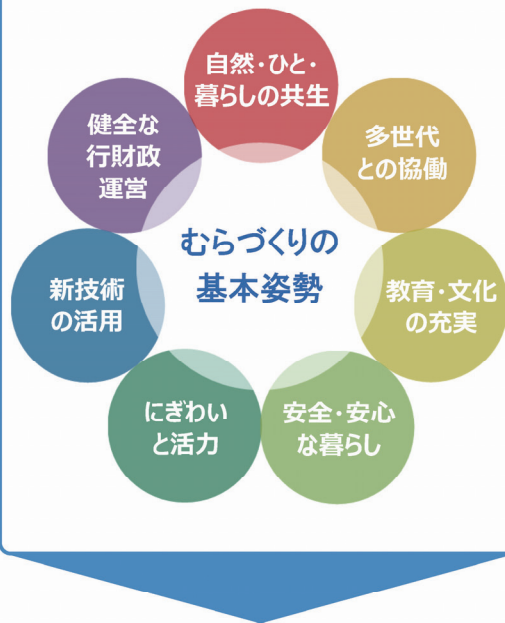 自然・ひと・
暮らしの共生
多世代
との協働
教育・文化
の充実
安全・安心
な暮らし
にぎわい
と活力
新技術
の活用
健全な
行財政
運営
むらづくりの
基本姿勢